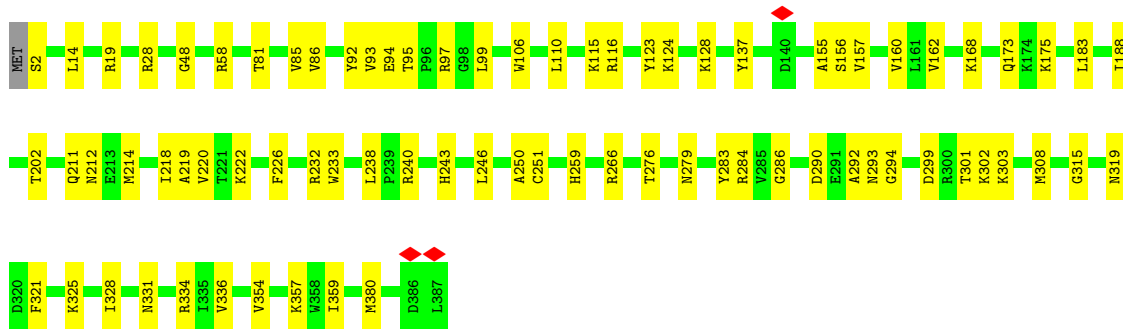 MET S2 L14 R19 R28 G48 R58 T81 V85 V86 Y92 V93 E94 T95 P96 R97 G98 L99 W106 L110 K115 R116 Y123 K124 K128 Y137 D140 A155 S156 V157 V160 L161 V162 K168 Q173 K174 K175 L183 I188
T202 Q211 N212 E213 M214 I218 A219 V220 T221 K222 F226 R232 W233 L238 P239 R240 H243 L246 A250 C251 H259 R266 T276 N279 Y283 R284 V285 G286 D290 E291 A292 N293 G294 D299 R300 T301 K302 K303 M308 G315 N319
D320 F321 K325 I328 N331 R334 I335 V336 V354 K357 W358 I359 M380 D386 L387